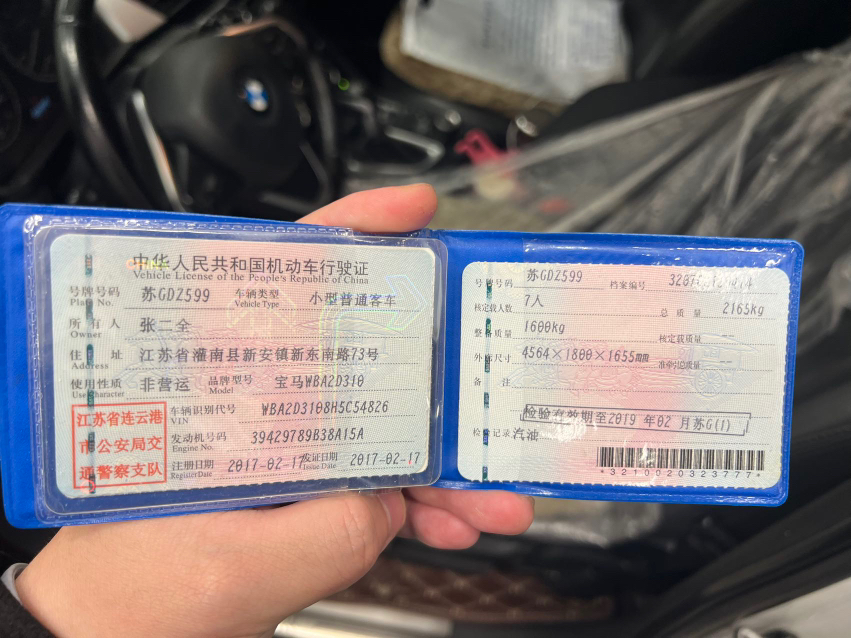 中华人民共和国机动车行驶证
Vehicle License of the People's Republic of China
号牌号码 苏GDZ599 车辆类型 小型普通客车
Plate No. Vehicle Type
所有人 张二全
Owner
住址 江苏省灌南县新安镇新东南路73号
Address
使用性质 非营运 品牌型号 宝马WBA2D310
Use Character Model
江苏省连云港
市公安局交
通警察支队
车辆识别代号 WBA2D3108H5C54826
VIN
发动机号码 39429789B38A15A
Engine No.
注册日期 2017-02-17 发证日期 2017-02-17
Register Date Issue Date
号牌号码 苏GDZ599 档案编号
核定载人数 7人 总质量 2165kg
整备质量 1600kg 核定载质量 --
外廓尺寸 4564×1800×1655mm 准牵引总质量 --
备注
检验有效期至2019年02月苏G(1)
检验记录 汽油
*3210020323777*